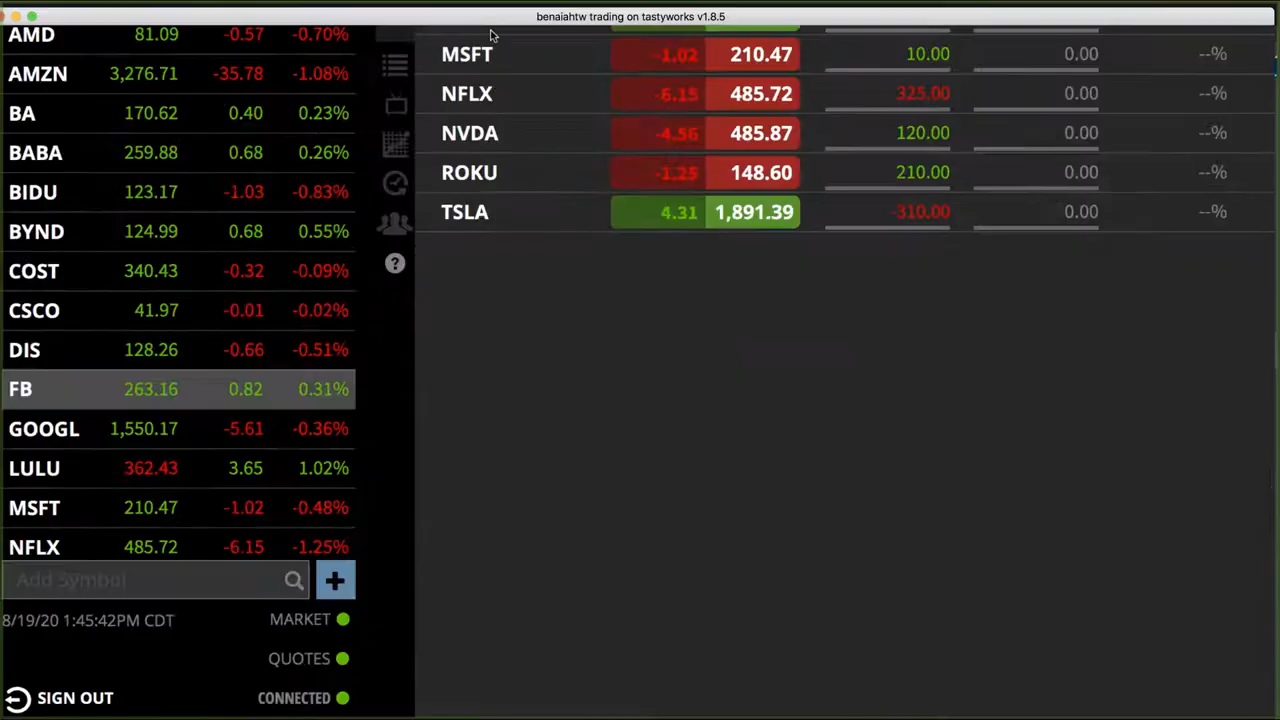 benaiahtw trading on tastyworks v1.8.5
AMD 81.09 -0.57 -0.70%
AMZN 3,276.71 -35.78 -1.08%
BA 170.62 0.40 0.23%
BABA 259.88 0.68 0.26%
BIDU 123.17 -1.03 -0.83%
BYND 124.99 0.68 0.55%
COST 340.43 -0.32 -0.09%
CSCO 41.97 -0.01 -0.02%
DIS 128.26 -0.66 -0.51%
FB 263.16 0.82 0.31%
GOOGL 1,550.17 -5.61 -0.36%
LULU 362.43 3.65 1.02%
MSFT 210.47 -1.02 -0.48%
NFLX 485.72 -6.15 -1.25%
Add Symbol
8/19/20 1:45:42PM CDT MARKET
QUOTES
SIGN OUT CONNECTED
?
MSFT -1.02 210.47 10.00 0.00 --%
NFLX -6.15 485.72 325.00 0.00 --%
NVDA -4.56 485.87 120.00 0.00 --%
ROKU -1.25 148.60 210.00 0.00 --%
TSLA 4.31 1,891.39 -310.00 0.00 --%